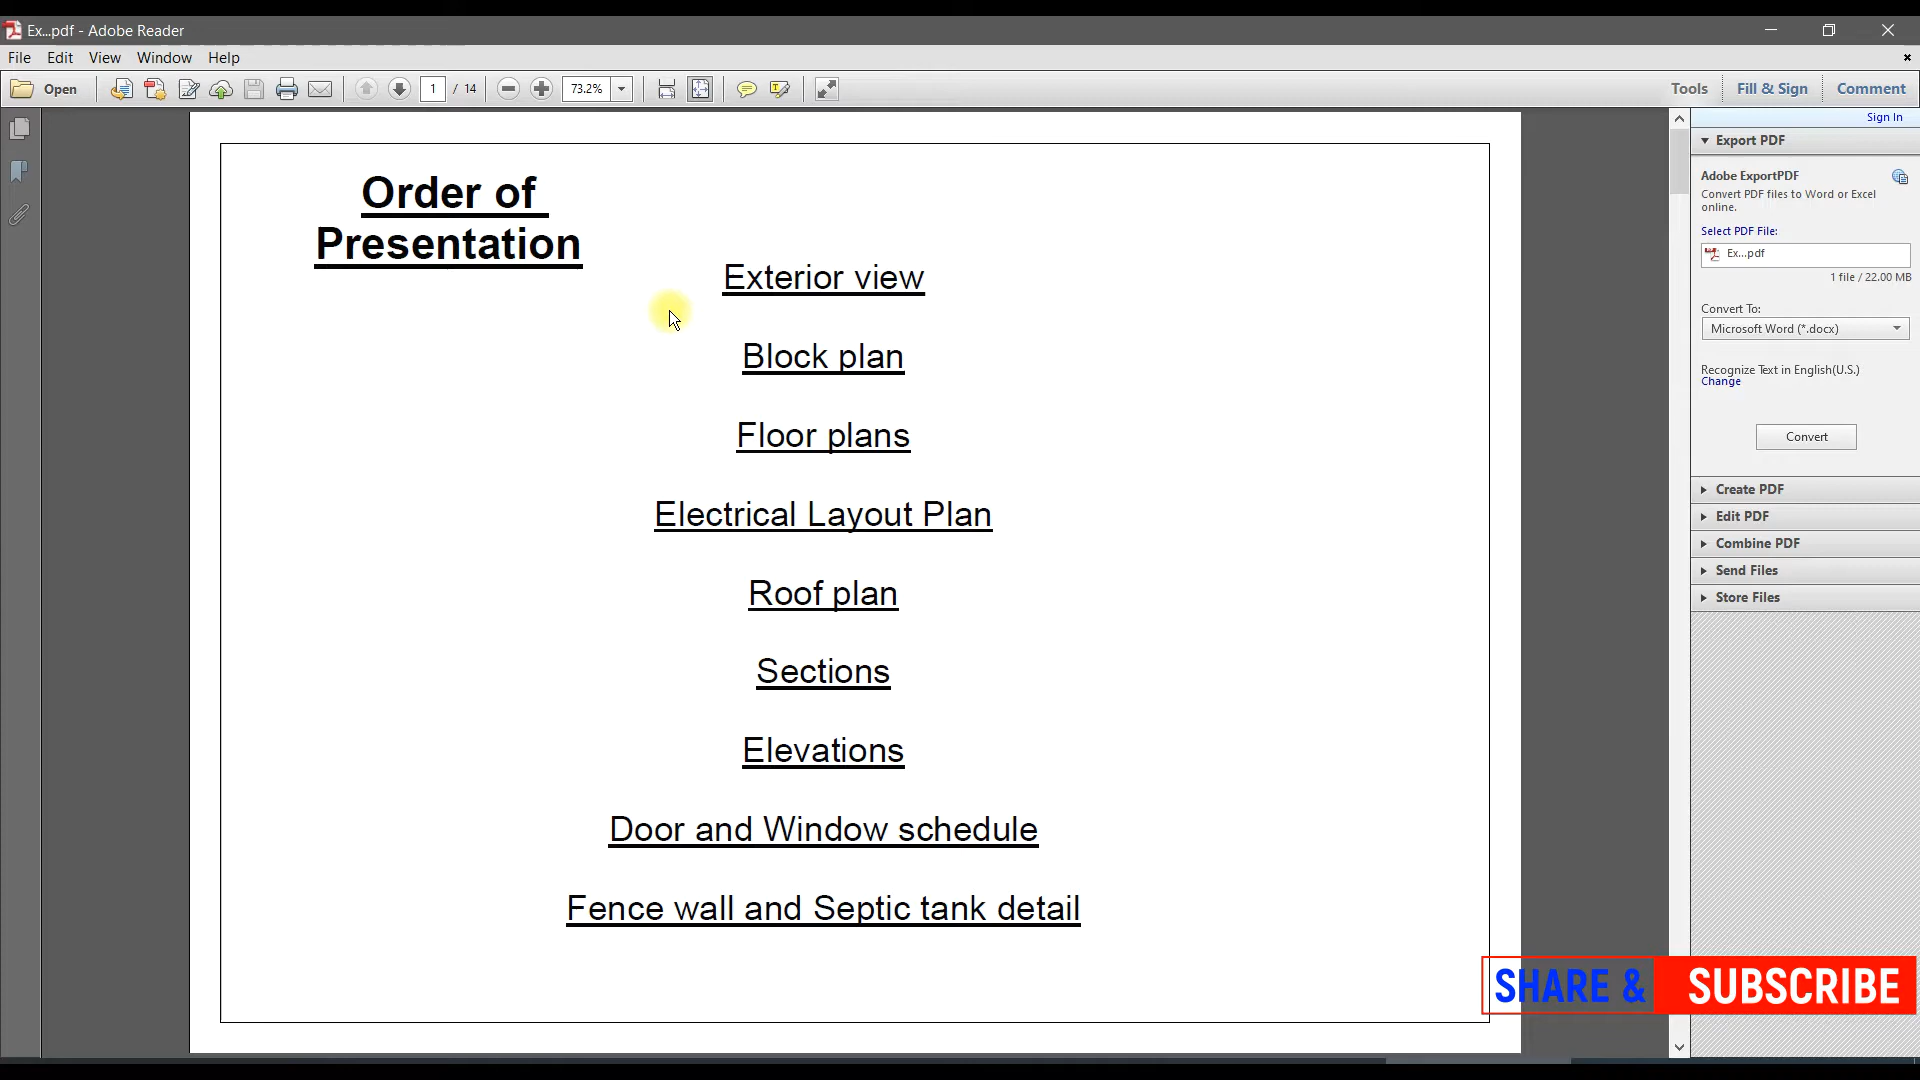 Ex...pdf - Adobe Reader
File Edit View Window Help
Open 1 / 14 73.2% Tools Fill & Sign Comment
Sign In
Export PDF
Adobe ExportPDF
Convert PDF files to Word or Excel
online.
Select PDF File:
Ex...pdf
1 file / 22.00 MB
Convert To:
Microsoft Word (*.docx)
Recognize Text in English(U.S.)
Change
Convert
Create PDF
Edit PDF
Combine PDF
Send Files
Store Files
Order of
Presentation
Exterior view
Block plan
Floor plans
Electrical Layout Plan
Roof plan
Sections
Elevations
Door and Window schedule
Fence wall and Septic tank detail
SHARE & SUBSCRIBE